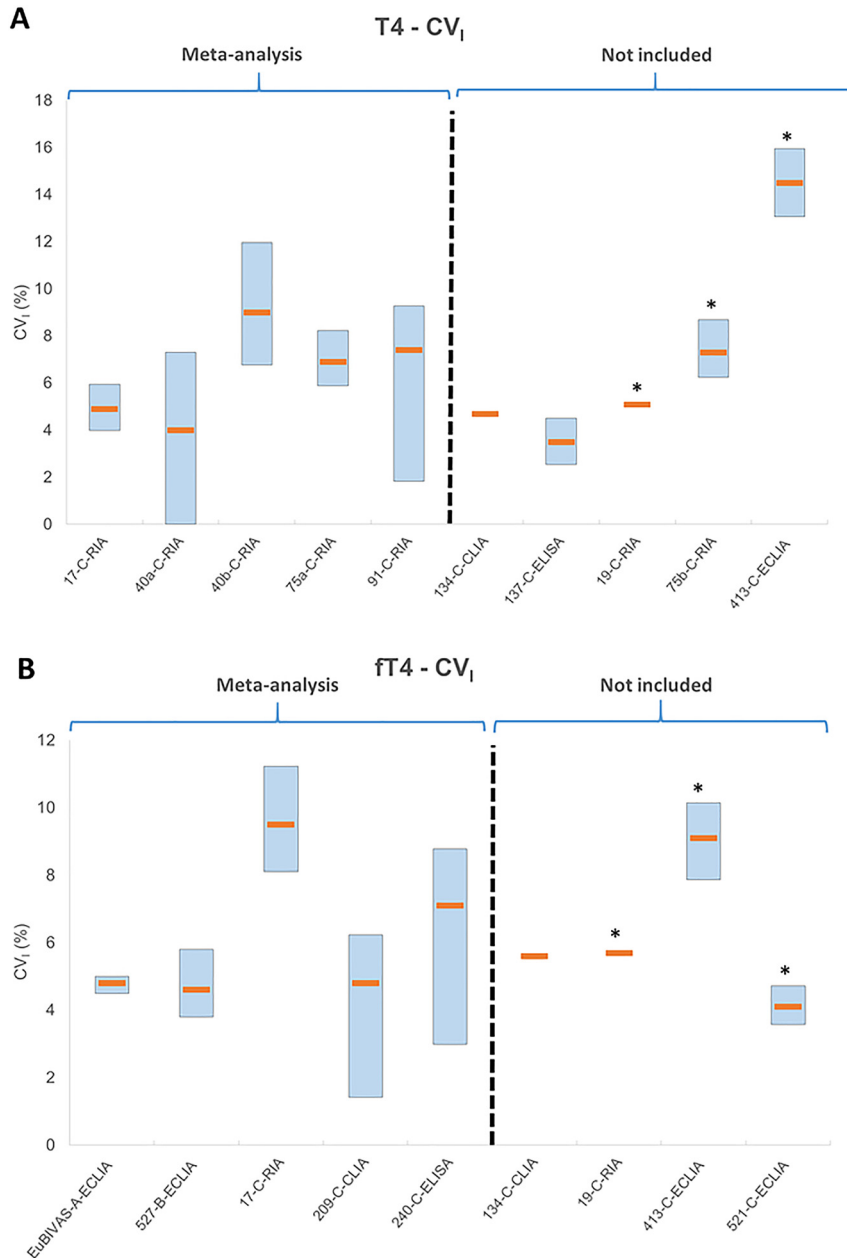 A
T4 - CVI
Meta-analysis
Not included
CVI (%)
18
16
14
12
10
8
6
4
2
0
*
*
*
17-C-RIA
40a-C-RIA
40b-C-RIA
75a-C-RIA
91-C-RIA
134-C-CLIA
137-C-ELISA
19-C-RIA
75b-C-RIA
413-C-ECLIA
B
fT4 - CVI
Meta-analysis
Not included
CVI (%)
12
10
8
6
4
2
0
*
*
*
EuBIVAS-A-ECLIA
527-B-ECLIA
17-C-RIA
209-C-CLIA
240-C-ELISA
134-C-CLIA
19-C-RIA
413-C-ECLIA
521-C-ECLIA